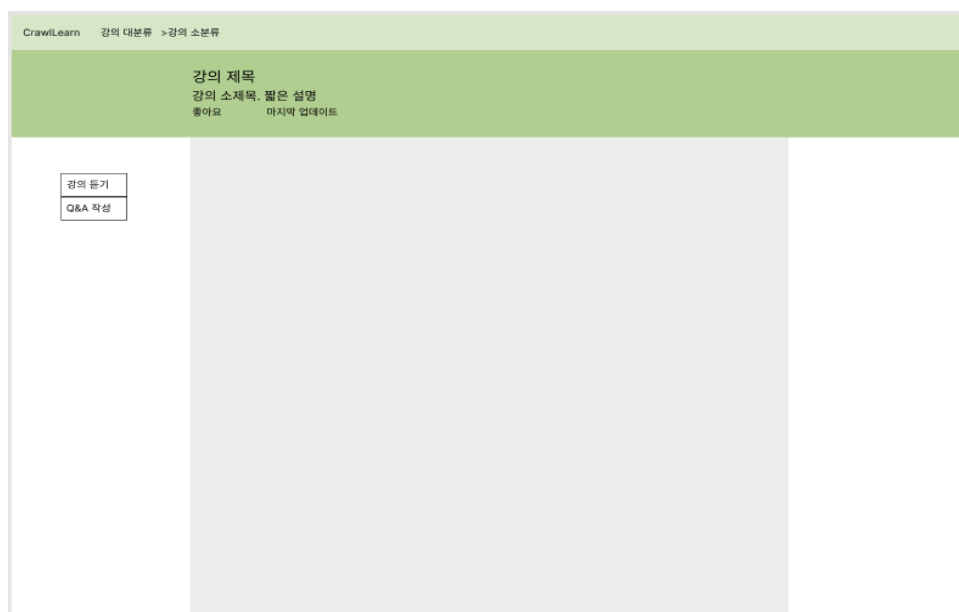 CrawlLearn 강의 대분류 >강의 소분류
강의 제목
강의 소제목. 짧은 설명
좋아요 마지막 업데이트
강의 듣기
Q&A 작성